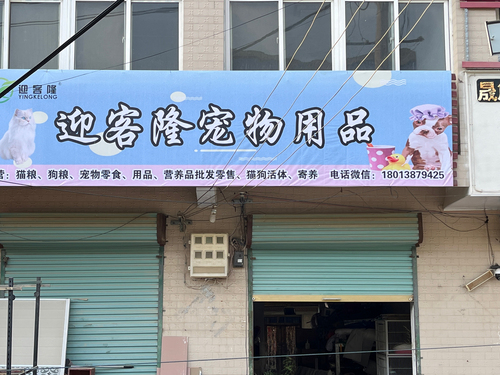 迎客隆
YINGKELONG
迎客隆宠物用品
营：猫粮、狗粮、宠物零食、用品、营养品批发零售、猫狗活体、寄养 电话微信：18013879425
晟